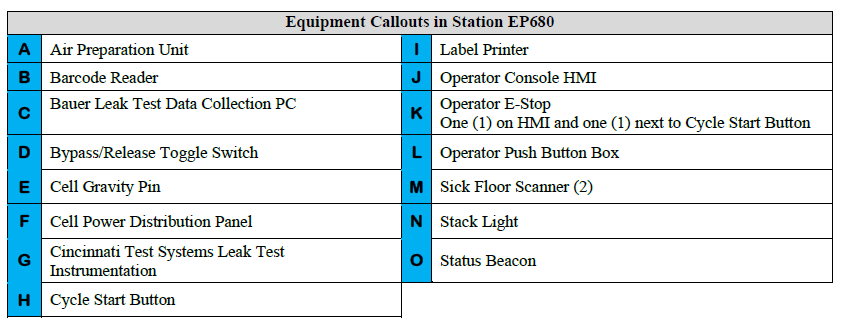 Equipment Callouts in Station EP680
A Air Preparation Unit
I Label Printer
B Barcode Reader
J Operator Console HMI
C Bauer Leak Test Data Collection PC
K Operator E-Stop
One (1) on HMI and one (1) next to Cycle Start Button
D Bypass/Release Toggle Switch
L Operator Push Button Box
E Cell Gravity Pin
M Sick Floor Scanner (2)
F Cell Power Distribution Panel
N Stack Light
G Cincinnati Test Systems Leak Test
Instrumentation
O Status Beacon
H Cycle Start Button